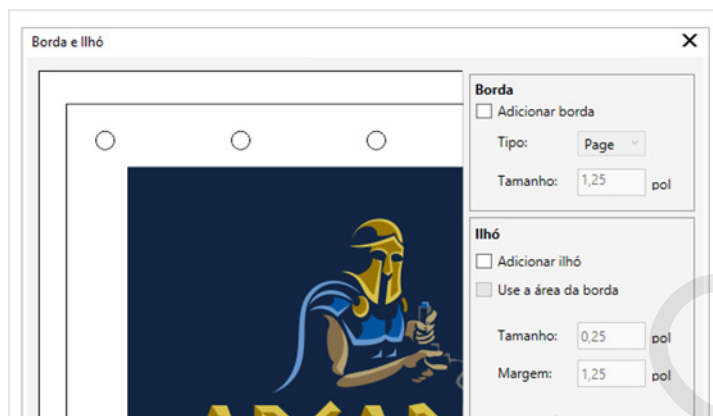 Borda e Ilhó
Borda
Adicionar borda
Tipo: Page
Tamanho: 1,25 pol
Ilhó
Adicionar ilhó
Use a área da borda
Tamanho: 0,25 pol
Margem: 1,25 pol